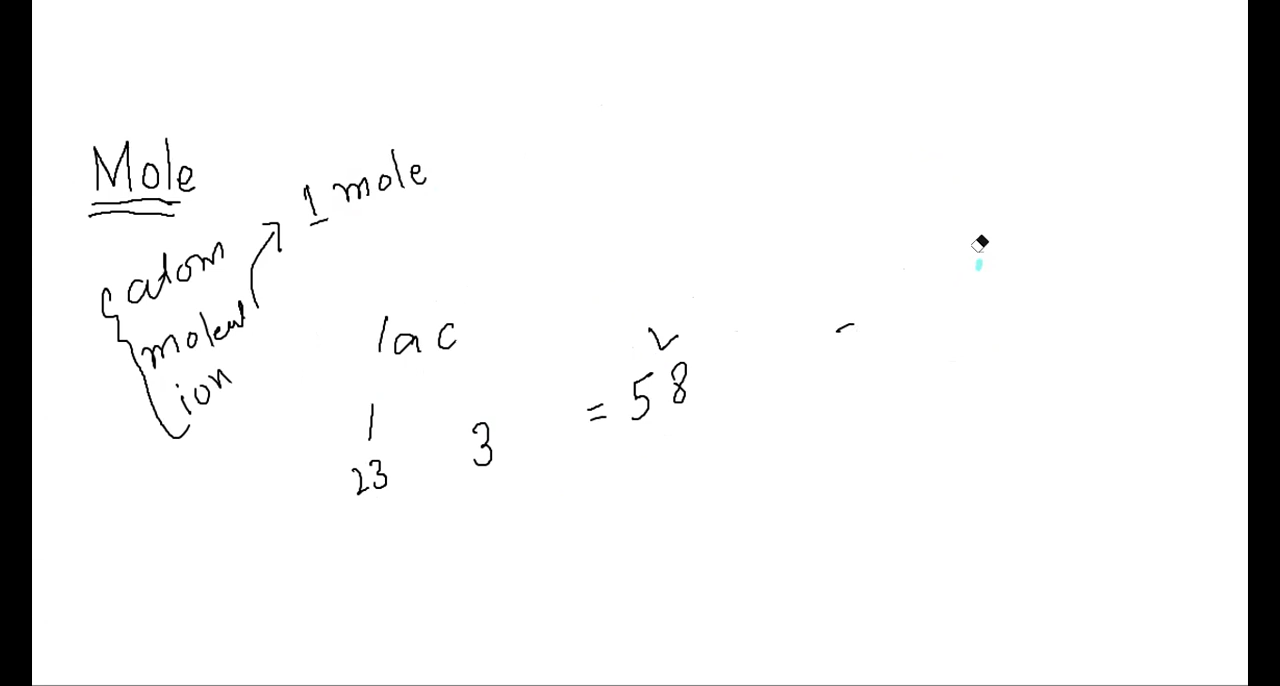 Mole
1 mole
atom
molecul
ion
lac
1
23 3 = 58